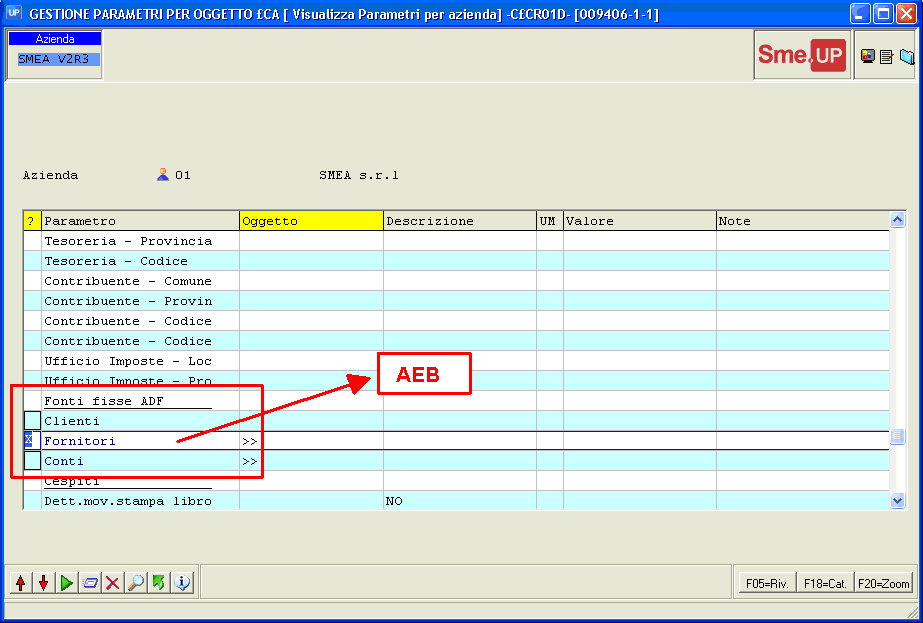 UP GESTIONE PARAMETRI PER OGGETTO £CA [ Visualizza Parametri per azienda] -C£CR01D- [009406-1-1]
Azienda
SMEA V2R3
Sme.UP
Azienda 01 SMEA s.r.l
? Parametro Oggetto Descrizione UM Valore Note
Tesoreria - Provincia
Tesoreria - Codice
Contribuente - Comune
Contribuente - Provin
Contribuente - Codice
Contribuente - Codice
Ufficio Imposte - Loc
Ufficio Imposte - Pro
AEB
Fonti fisse ADF
Clienti
X Fornitori >>
Conti >>
Cespiti
Dett.mov.stampa libro NO
F05=Riv. F18=Cat. F20=Zoom